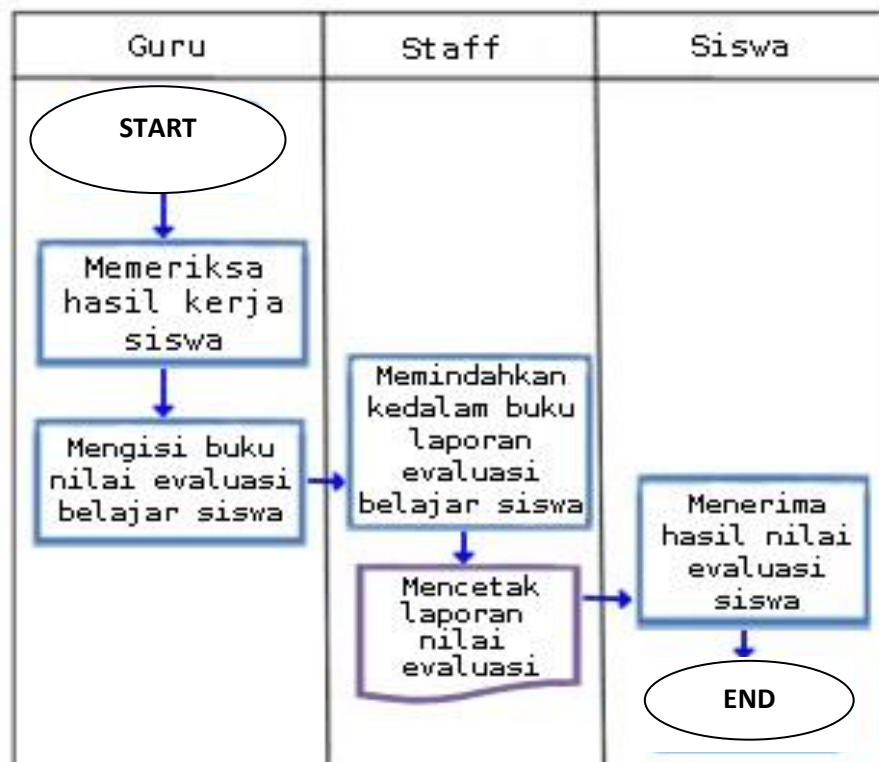 Guru
Staff
Siswa
START
Memeriksa
hasil kerja
siswa
Mengisi buku
nilai evaluasi
belajar siswa
Memindahkan
kedalam buku
laporan
evaluasi
belajar siswa
Mencetak
laporan
nilai
evaluasi
Menerima
hasil nilai
evaluasi
siswa
END